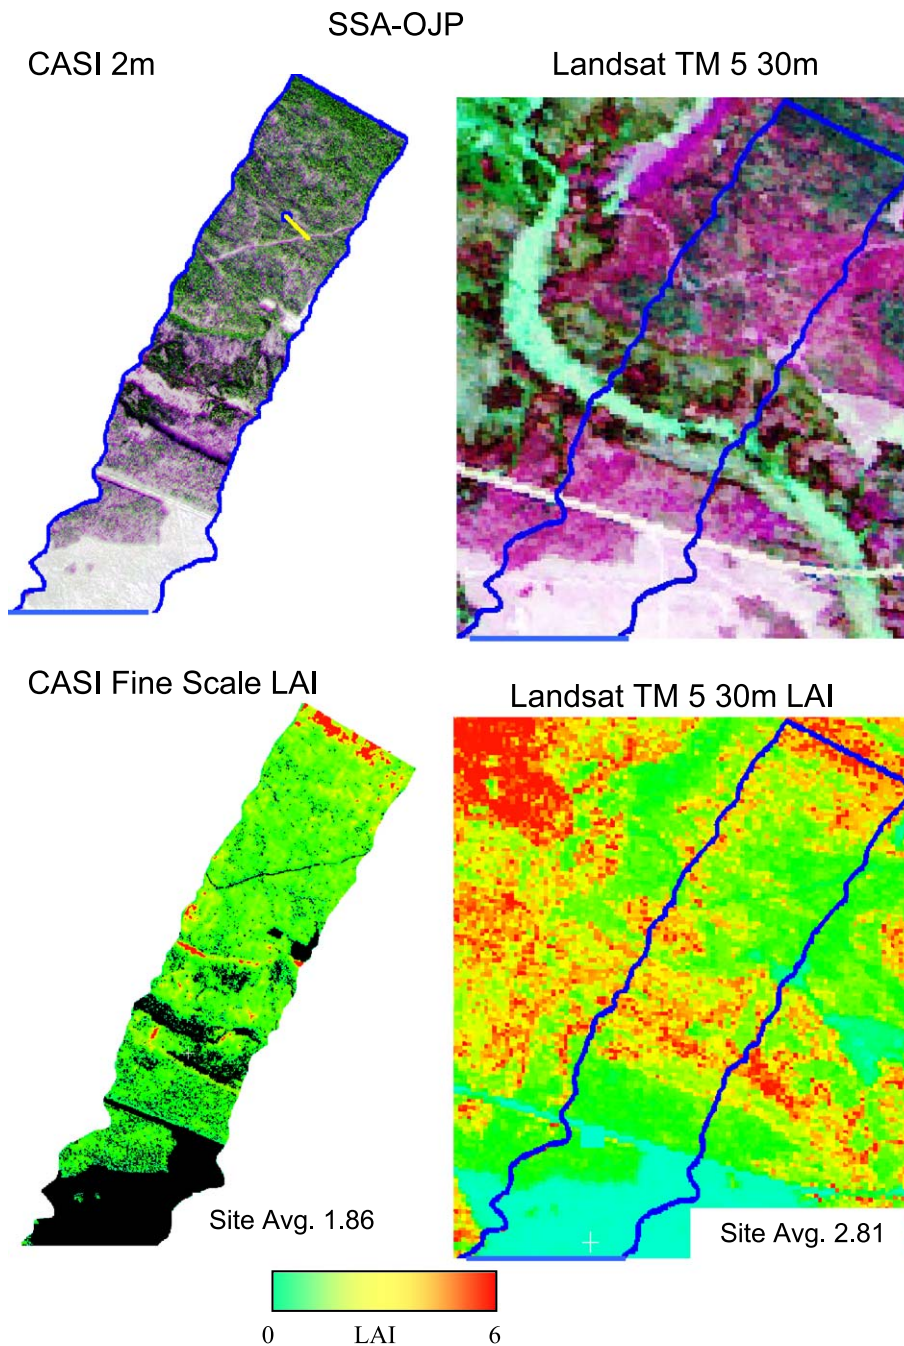 SSA-OJP
CASI 2m
Landsat TM 5 30m
CASI Fine Scale LAI
Landsat TM 5 30m LAI
Site Avg. 1.86
Site Avg. 2.81
0 LAI 6